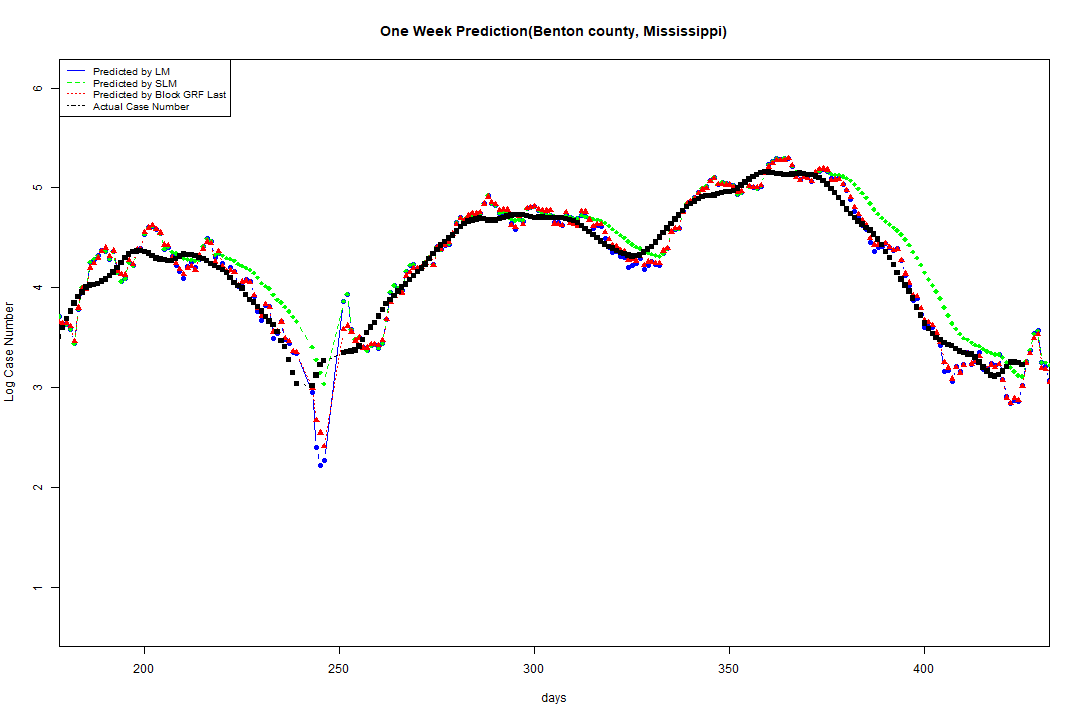 One Week Prediction(Benton county, Mississippi)
Predicted by LM
Predicted by SLM
Predicted by Block GRF Last
Actual Case Number
6
5
4
3
2
1
Log Case Number
200
250
300
350
400
days